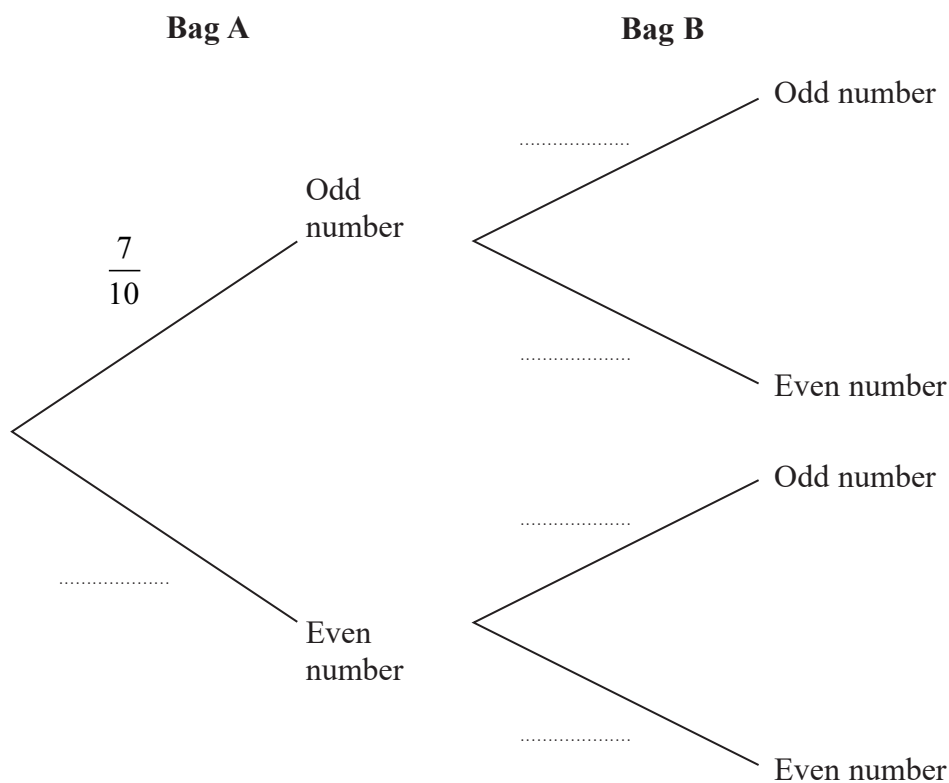 Bag A
Bag B
Odd number
Odd
number
7
10
Even number
Odd number
Even
number
Even number